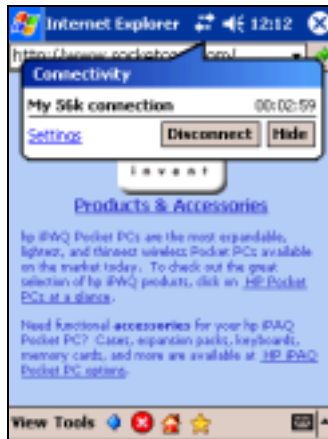 Internet Explorer 12:12
Connectivity
My 56k connection 00:02:59
Settings Disconnect Hide
invent
Products & Accessories
hp iPAQ Pocket PCs are the most expandable,
lightest, and thinnest wireless Pocket PCs available
on the market today. To check out the great
selection of hp iPAQ products, click on HP Pocket
PCs at a glance.
Need functional accessories for your hp iPAQ
Pocket PC? Cases, expansion packs, keyboards,
memory cards, and more are available at HP iPAQ
Pocket PC options.
View Tools